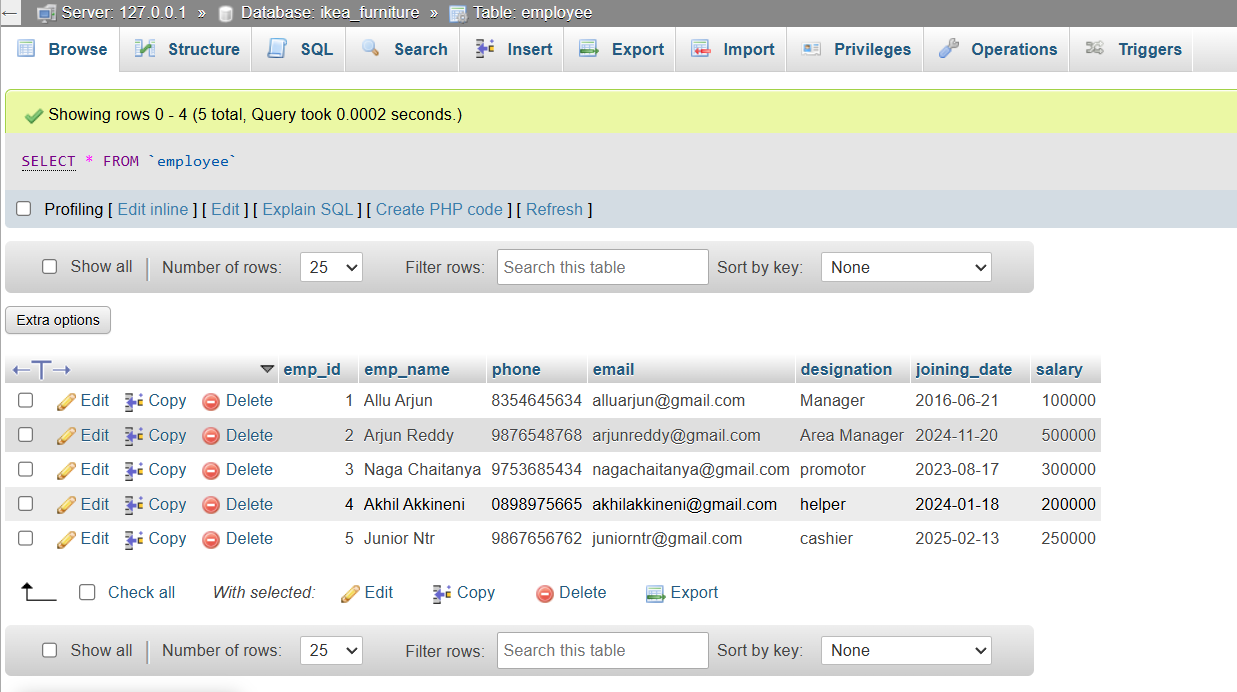 Server: 127.0.0.1 » Database: ikea_furniture » Table: employee
Browse Structure SQL Search Insert Export Import Privileges Operations Triggers
Showing rows 0 - 4 (5 total, Query took 0.0002 seconds.)
SELECT * FROM `employee`
Profiling [ Edit inline ] [ Edit ] [ Explain SQL ] [ Create PHP code ] [ Refresh ]
Show all Number of rows: 25 Filter rows: Search this table Sort by key: None
Extra options
emp_id emp_name phone email designation joining_date salary
Edit Copy Delete 1 Allu Arjun 8354645634 alluarjun@gmail.com Manager 2016-06-21 100000
Edit Copy Delete 2 Arjun Reddy 9876548768 arjunreddy@gmail.com Area Manager 2024-11-20 500000
Edit Copy Delete 3 Naga Chaitanya 9753685434 nagachaitanya@gmail.com promotor 2023-08-17 300000
Edit Copy Delete 4 Akhil Akkineni 0898975665 akhilakkineni@gmail.com helper 2024-01-18 200000
Edit Copy Delete 5 Junior Ntr 9867656762 juniorntr@gmail.com cashier 2025-02-13 250000
Check all With selected: Edit Copy Delete Export
Show all Number of rows: 25 Filter rows: Search this table Sort by key: None